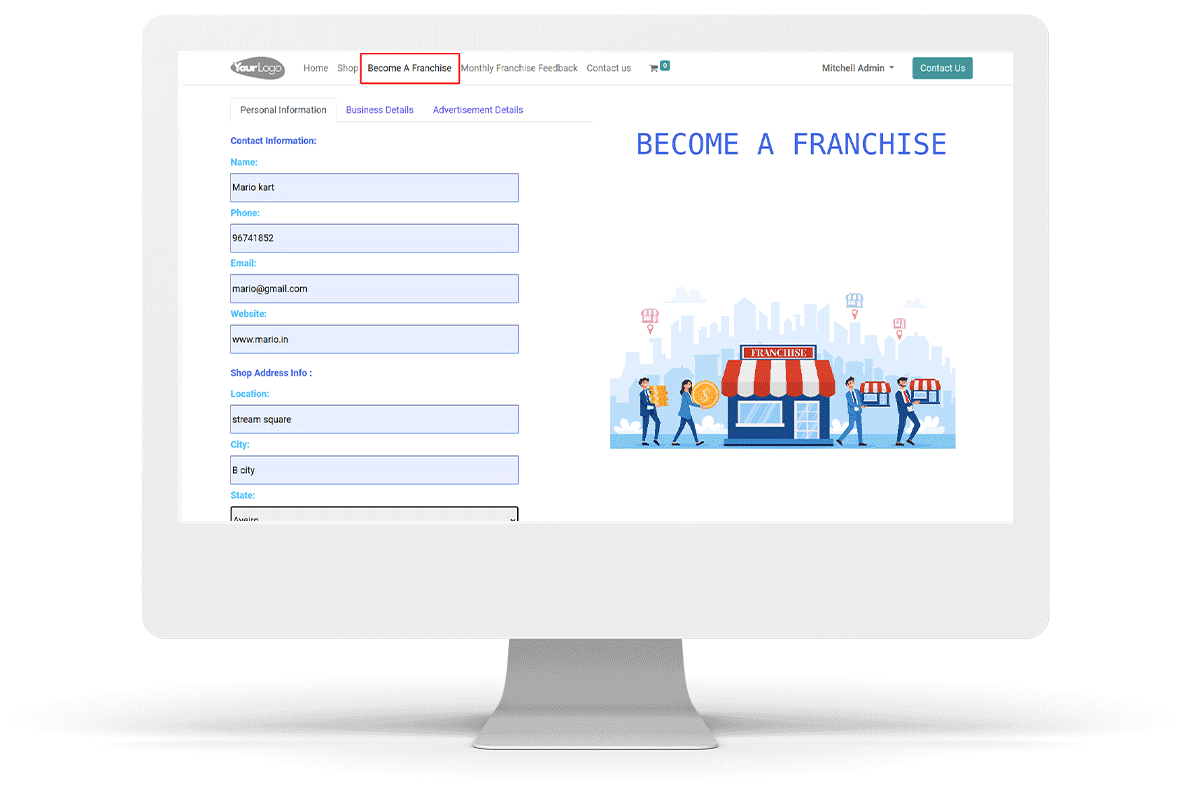 YourLogo Home Shop Become A Franchise Monthly Franchise Feedback Contact us 0 Mitchell Admin Contact Us
Personal Information Business Details Advertisement Details
BECOME A FRANCHISE
Contact Information:
Name:
Mario kart
Phone:
96741852
Email:
mario@gmail.com
Website:
www.mario.in
FRANCHISE
Shop Address Info :
Location:
stream square
City:
B city
State:
Aveiro